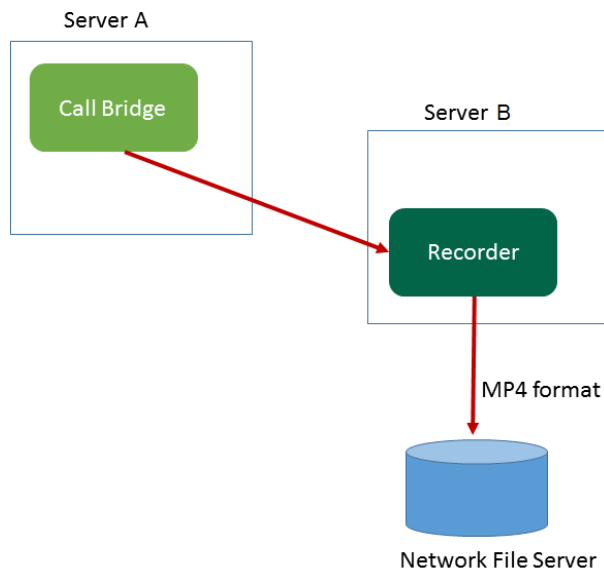 Server A
Call Bridge
Server B
Recorder
MP4 format
Network File Server